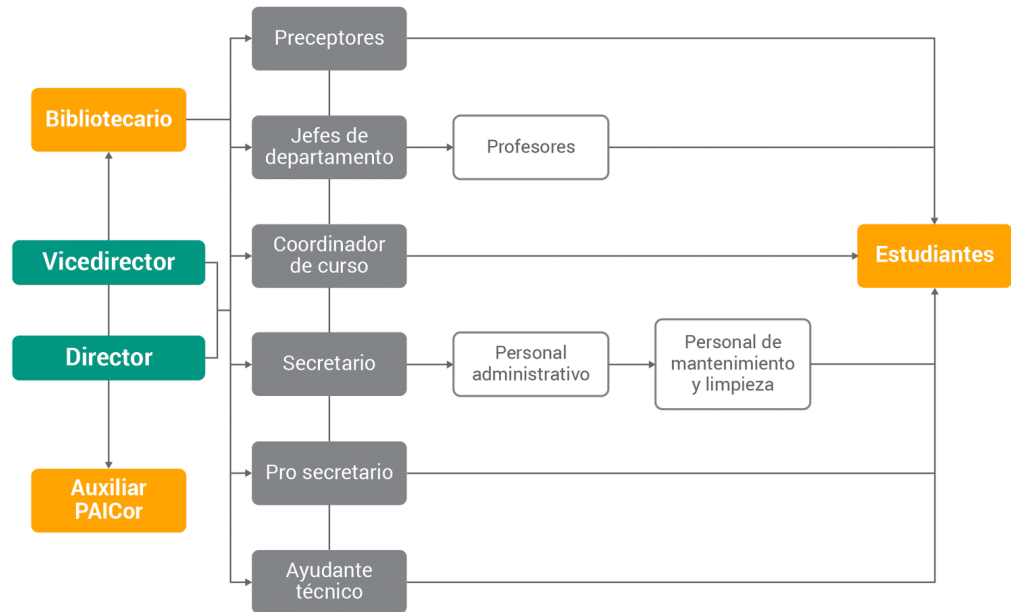 Preceptores
Bibliotecario
Jefes de
departamento
Profesores
Vicedirector
Coordinador
de curso
Estudiantes
Director
Secretario
Personal
administrativo
Personal de
mantenimiento
y limpieza
Auxiliar
PAICor
Pro secretario
Ayudante
técnico